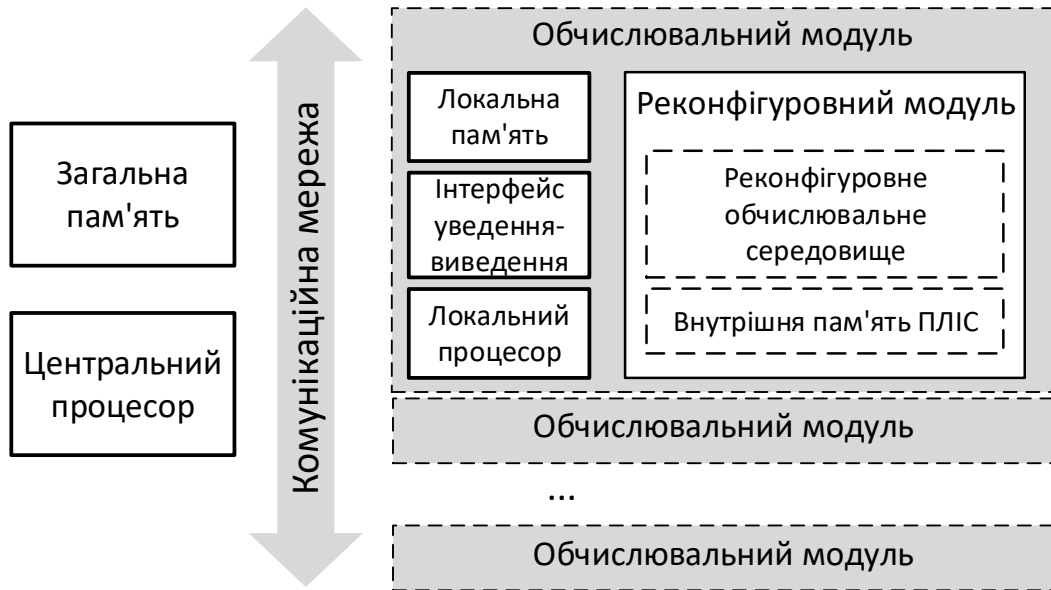 Загальна
пам'ять
Центральний
процесор
Комунікаційна мережа
Обчислювальний модуль
Локальна
пам'ять
Інтерфейс
уведення-
виведення
Локальний
процесор
Реконфігуровний модуль
Реконфігуровне
обчислювальне
середовище
Внутрішня пам'ять ПЛІС
Обчислювальний модуль
...
Обчислювальний модуль